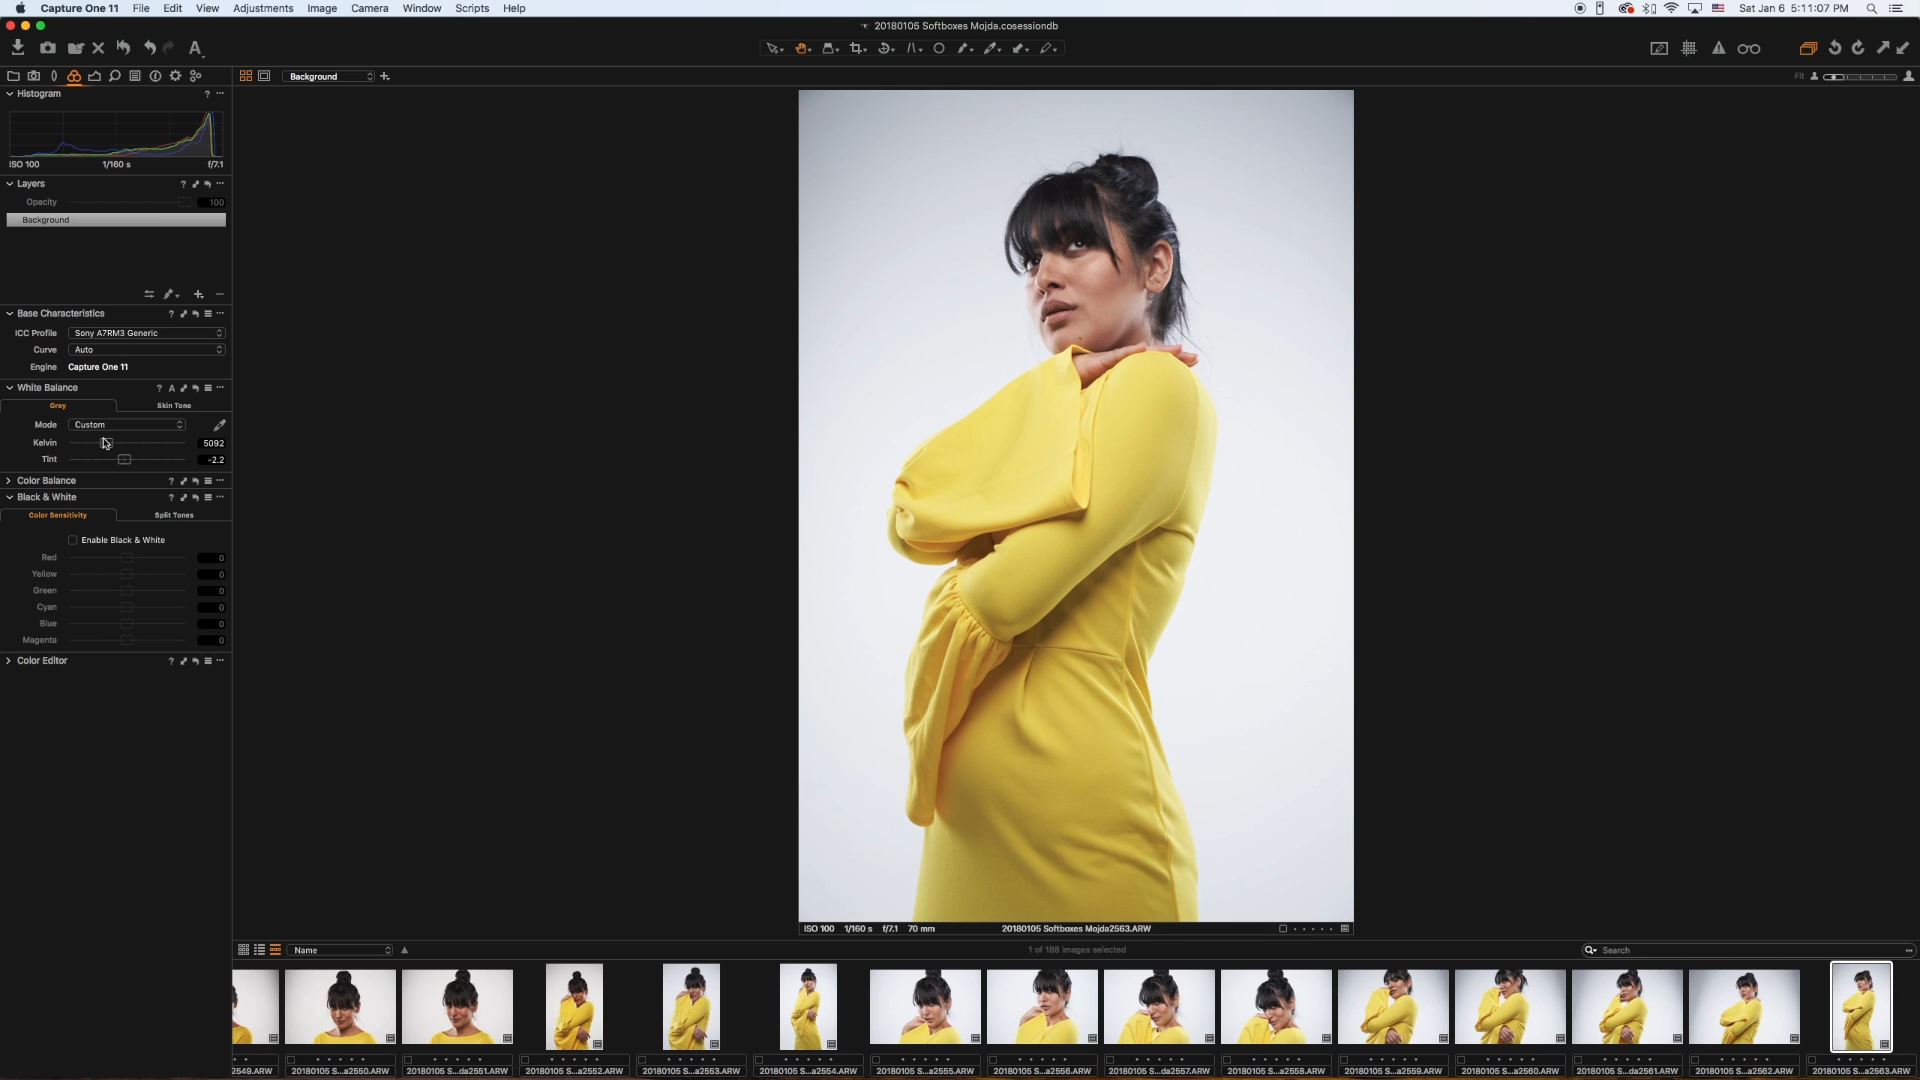 Capture One 11 File Edit View Adjustments Image Camera Window Scripts Help Sat Jan 6 5:11:07 PM
20180105 Softboxes Mojda.cosessiondb
Background Fit
Histogram ? ...
ISO 100 1/160 s f/7.1
Layers ? ...
Opacity 100
Background
Base Characteristics ? ...
ICC Profile Sony A7RM3 Generic
Curve Auto
Engine Capture One 11
White Balance ? A ...
Grey Skin Tone
Mode Custom
Kelvin 5092
Tint -2.2
Color Balance ? ...
Black & White ? ...
Color Sensitivity Split Tones
Enable Black & White
Red 0
Yellow 0
Green 0
Cyan 0
Blue 0
Magenta 0
Color Editor ? ...
ISO 100 1/160 s f/7.1 70 mm 20180105 Softboxes Mojda2563.ARW
Name 1 of 188 images selected Search
2549.ARW 20180105 S...a2550.ARW 20180105 S...da2551.ARW 20180105 S...a2552.ARW 20180105 S...a2553.ARW 20180105 S...a2554.ARW 20180105 S...a2555.ARW 20180105 S...a2556.ARW 20180105 S...da2557.ARW 20180105 S...a2558.ARW 20180105 S...a2559.ARW 20180105 S...a2560.ARW 20180105 S...da2561.ARW 20180105 S...a2562.ARW 20180105 S...a2563.ARW